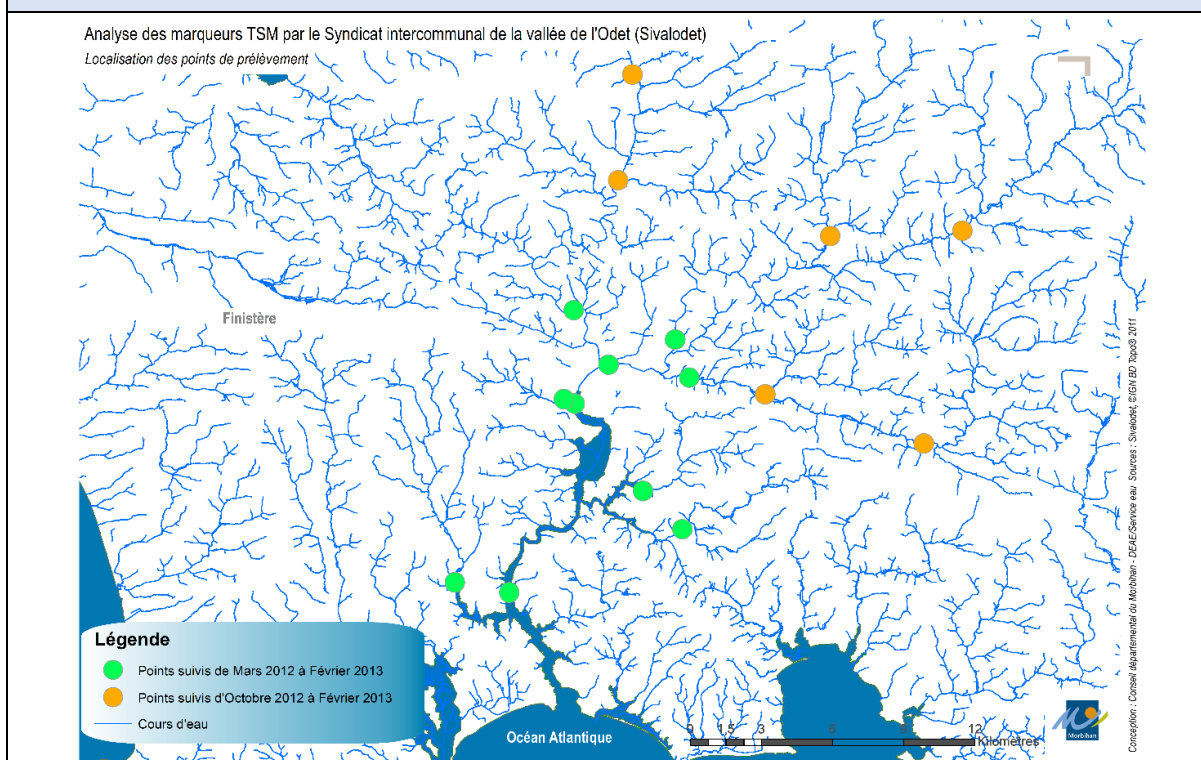 Analyse des marqueurs TSM par le Syndicat intercommunal de la vallée de l'Odet (Sivalodet)
Localisation des points de prélèvement
Finistère
Légende
Points suivis de Mars 2012 à Février 2013
Points suivis d'Octobre 2012 à Février 2013
Cours d'eau
Océan Atlantique
0 1,5 3 6 9 12
Kilomètres
Morbihan
Conception : Conseil départemental du Morbihan - DEAE/Service eau Sources : Sivalodet, ©IGN BD Topo® 2011